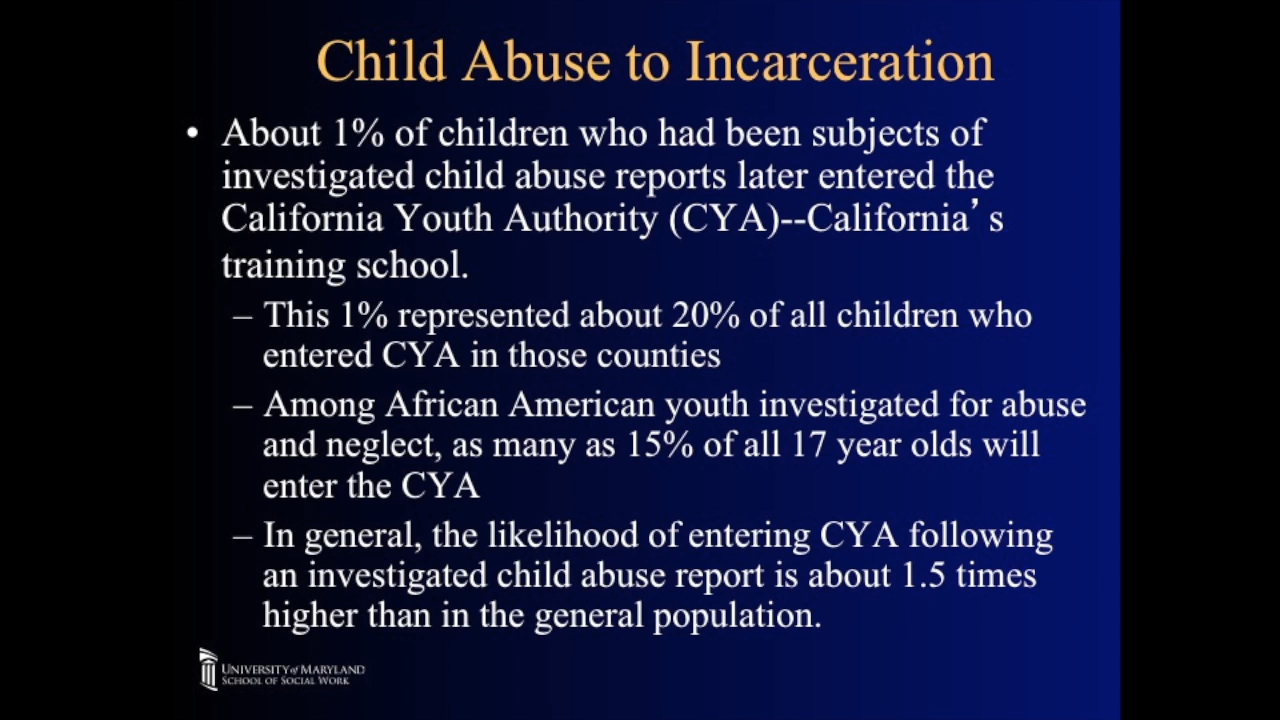 Child Abuse to Incarceration
• About 1% of children who had been subjects of
investigated child abuse reports later entered the
California Youth Authority (CYA)--California’s
training school.
– This 1% represented about 20% of all children who
entered CYA in those counties
– Among African American youth investigated for abuse
and neglect, as many as 15% of all 17 year olds will
enter the CYA
– In general, the likelihood of entering CYA following
an investigated child abuse report is about 1.5 times
higher than in the general population.
UNIVERSITY of MARYLAND
SCHOOL OF SOCIAL WORK